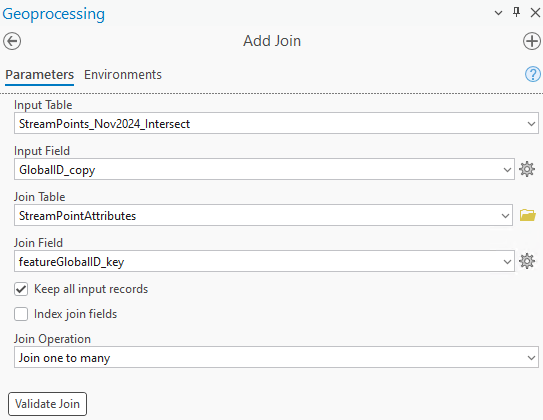 Geoprocessing
Add Join
Parameters Environments
Input Table
StreamPoints_Nov2024_Intersect
Input Field
GlobalID_copy
Join Table
StreamPointAttributes
Join Field
featureGlobalID_key
Keep all input records
Index join fields
Join Operation
Join one to many
Validate Join